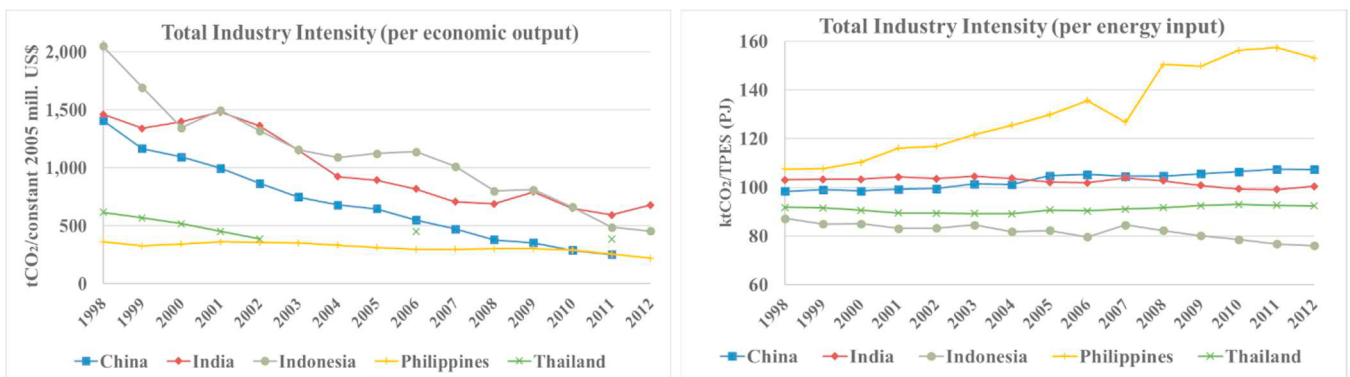 Total Industry Intensity (per economic output)
tCO₂/constant 2005 mill. US$
2,000
1,500
1,000
500
0
1998 1999 2000 2001 2002 2003 2004 2005 2006 2007 2008 2009 2010 2011 2012
China India Indonesia Philippines Thailand
Total Industry Intensity (per energy input)
ktCO₂/TPES (PJ)
160
140
120
100
80
60
1998 1999 2000 2001 2002 2003 2004 2005 2006 2007 2008 2009 2010 2011 2012
China India Indonesia Philippines Thailand